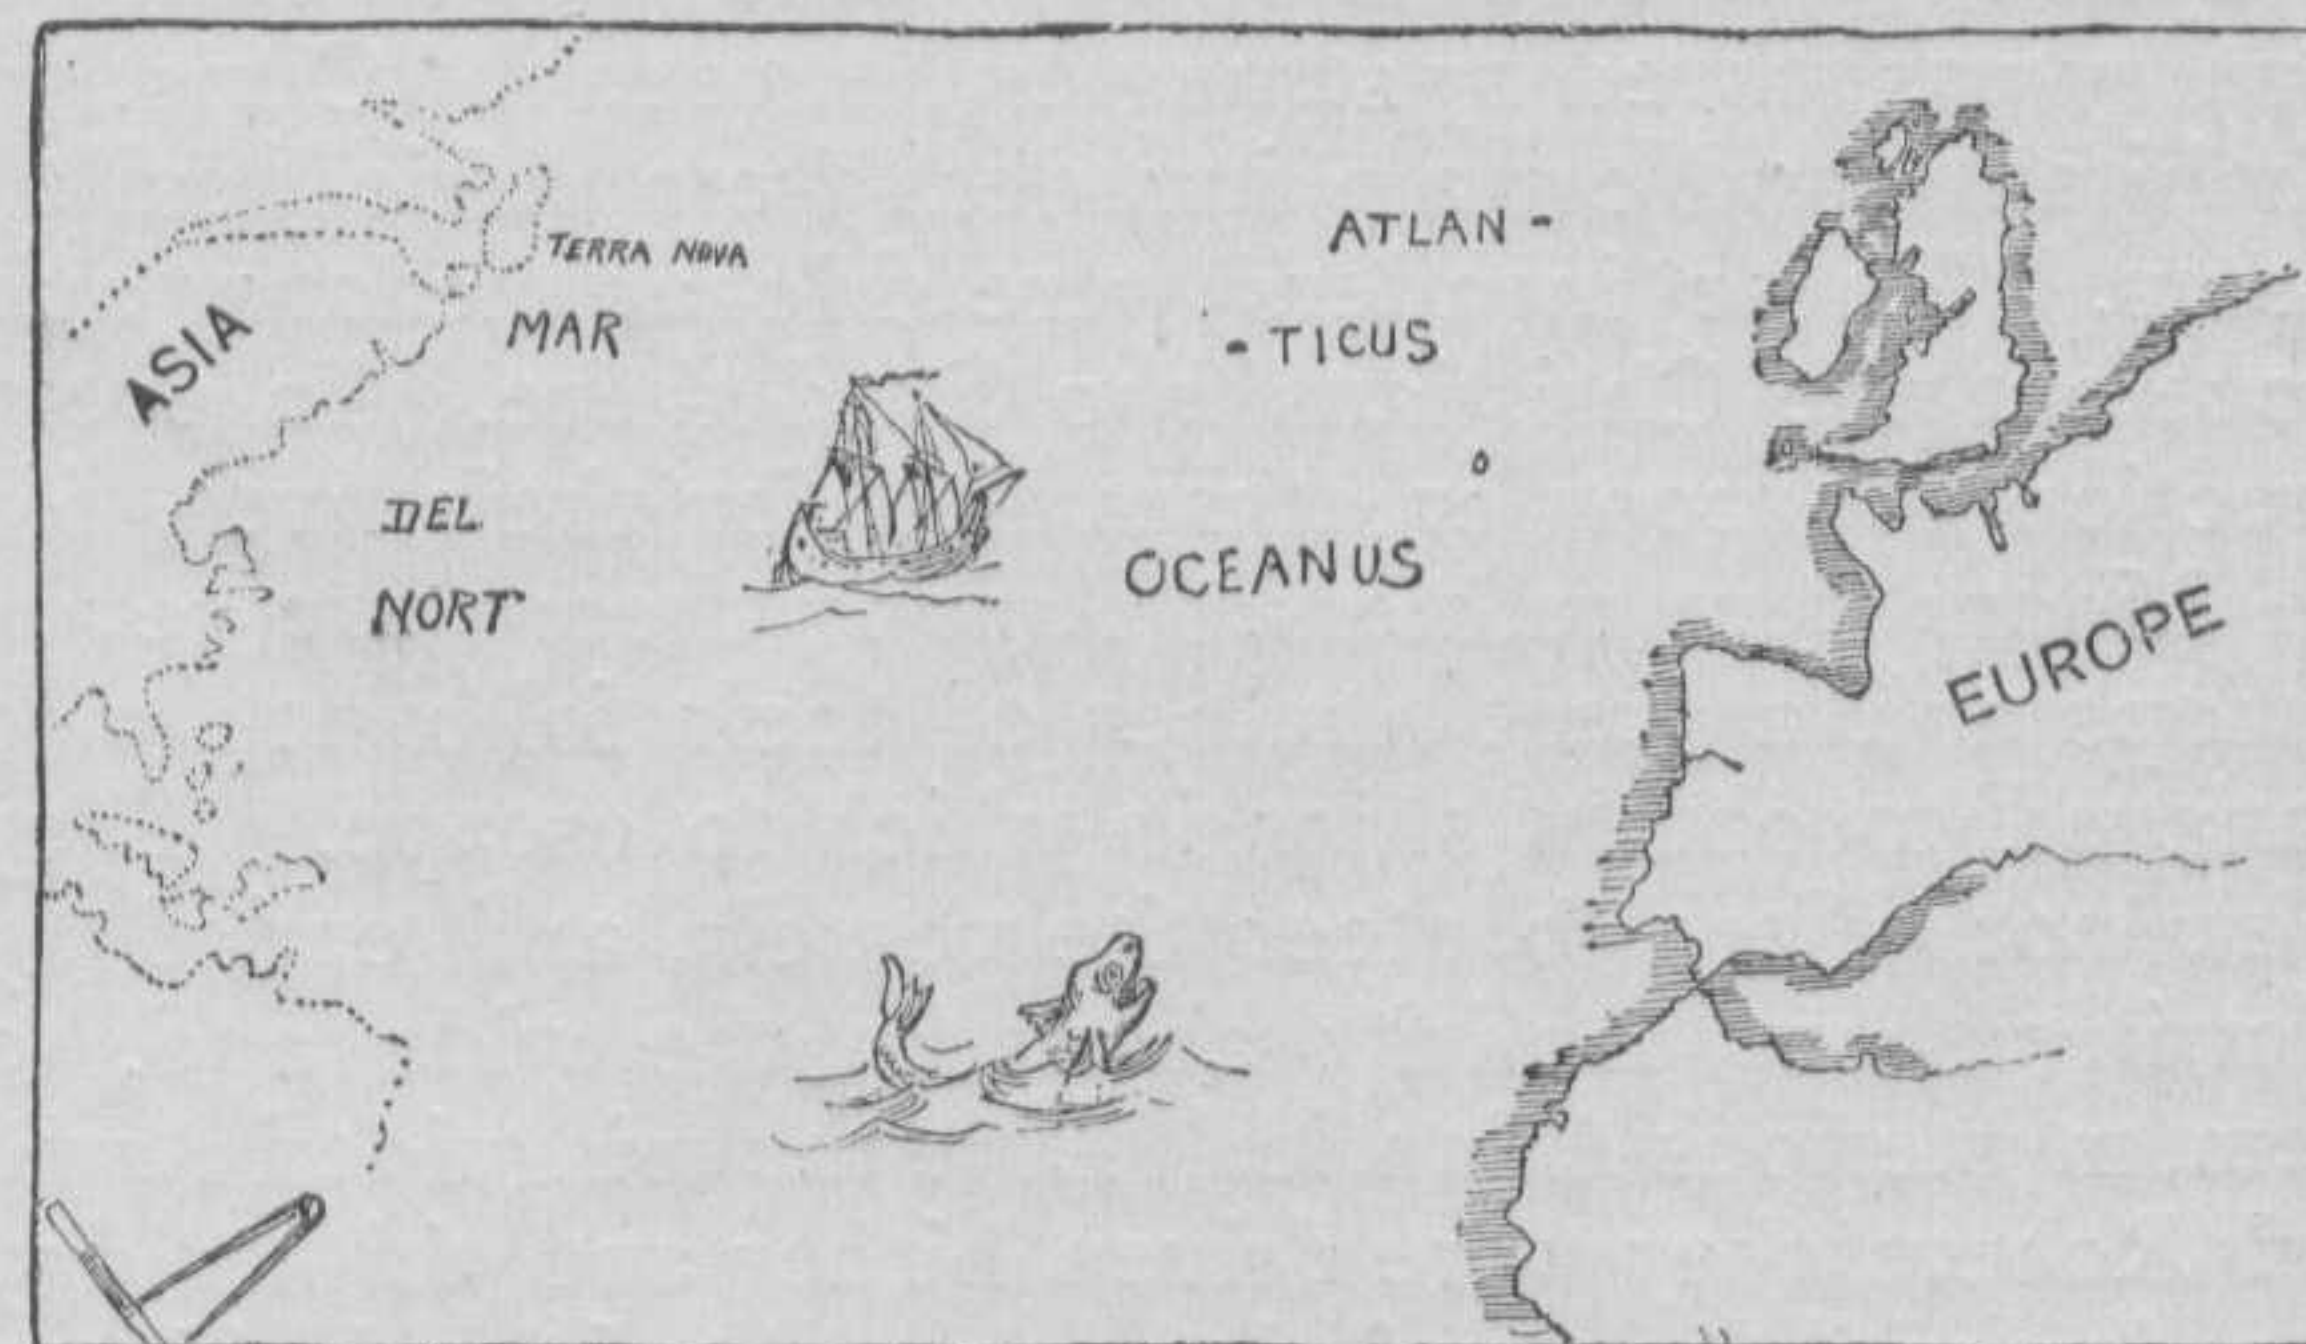 ATLAN-
-TICUS
OCEANUS
TERRA NOVA
MAR
DEL
NORT
ASIA
EUROPE